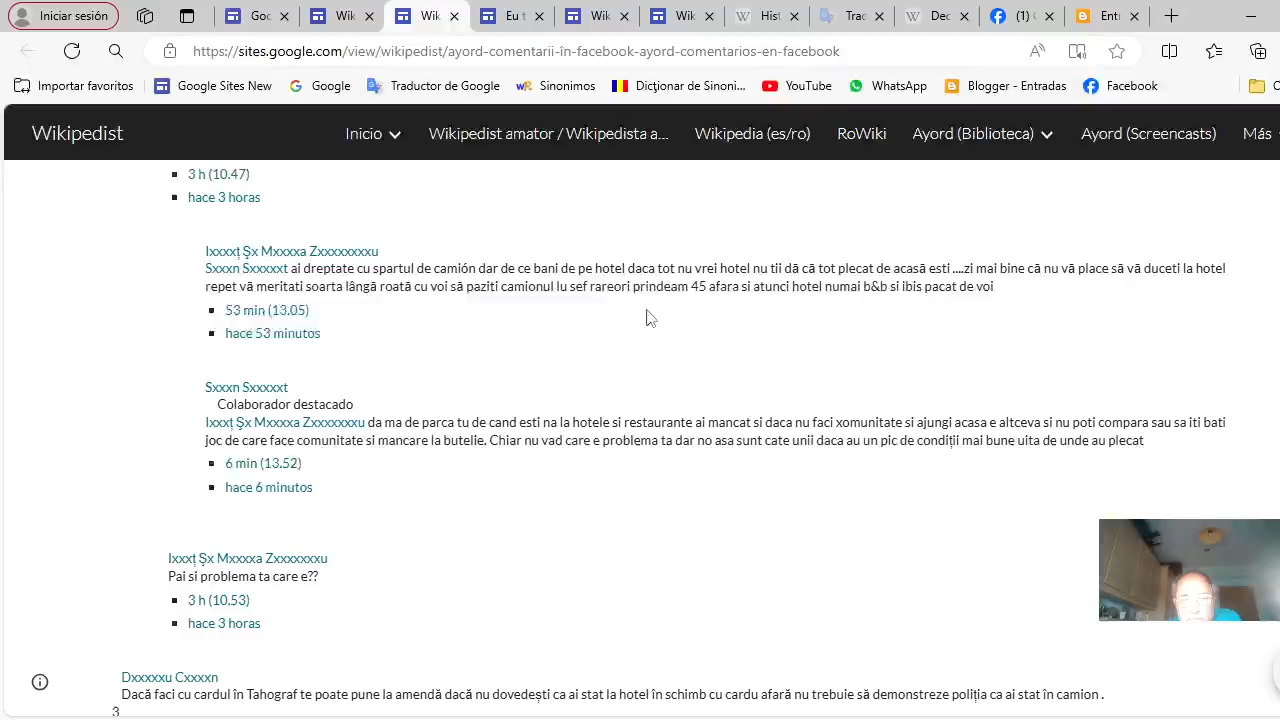 Iniciar sesión
Goc
Wik
Wik
Eu t
Wik
Wik
Hist
Trac
Dec
(1) (
Entr
https://sites.google.com/view/wikipedist/ayord-comentarii-în-facebook-ayord-comentarios-en-facebook
Importar favoritos
Google Sites New
Google
Traductor de Google
Sinonimos
Dicţionar de Sinoni...
YouTube
WhatsApp
Blogger - Entradas
Facebook
Wikipedist
Inicio
Wikipedist amator / Wikipedista a...
Wikipedia (es/ro)
RoWiki
Ayord (Biblioteca)
Ayord (Screencasts)
Más
3 h (10.47)
hace 3 horas
Ixxxț Șx Mxxxxa Zxxxxxxxu
Sxxxn Sxxxxxt ai dreptate cu spartul de camión dar de ce bani de pe hotel daca tot nu vrei hotel nu tii dă că tot plecat de acasă esti ....zi mai bine că nu vă place să vă duceti la hotel
repet vă meritati soarta lângă roată cu voi să paziti camionul lu sef rareori prindeam 45 afara si atunci hotel numai b&b si ibis pacat de voi
53 min (13.05)
hace 53 minutos
Sxxxn Sxxxxxt
Colaborador destacado
Ixxxț Șx Mxxxxa Zxxxxxxxu da ma de parca tu de cand esti na la hotele si restaurante ai mancat si daca nu faci xomunitate si ajungi acasa e altceva si nu poti compara sau sa iti bati
joc de care face comunitate si mancare la butelie. Chiar nu vad care e problema ta dar no asa sunt cate unii daca au un pic de condiții mai bune uita de unde au plecat
6 min (13.52)
hace 6 minutos
Ixxxț Șx Mxxxxa Zxxxxxxxu
Pai si problema ta care e??
3 h (10.53)
hace 3 horas
Dxxxxxu Cxxxxn
Dacă faci cu cardul în Tahograf te poate pune la amendă dacă nu dovedești ca ai stat la hotel în schimb cu cardu afară nu trebuie să demonstreze poliția ca ai stat în camion .
3